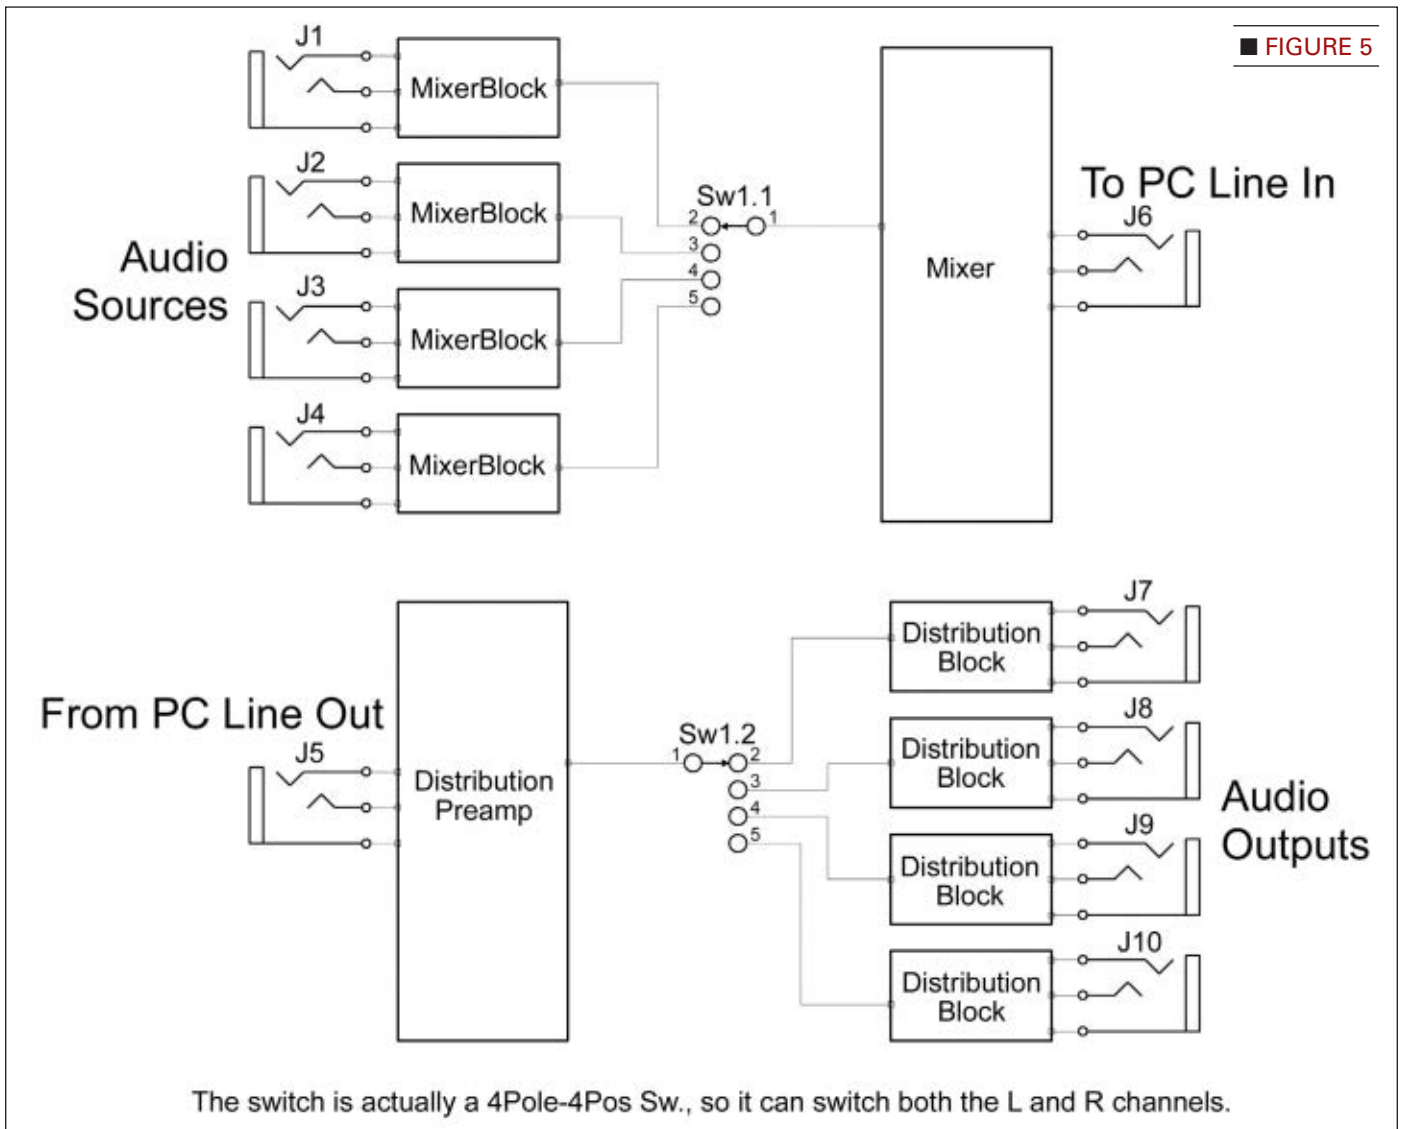 ■ FIGURE 5
J1
MixerBlock
J2
MixerBlock
Audio
Sources
J3
MixerBlock
J4
MixerBlock
Sw1.1
2
1
3
4
5
Mixer
To PC Line In
J6
From PC Line Out
J5
Distribution
Preamp
Sw1.2
1
2
3
4
5
Distribution
Block
J7
Distribution
Block
J8
Distribution
Block
J9
Distribution
Block
J10
Audio
Outputs
The switch is actually a 4Pole-4Pos Sw., so it can switch both the L and R channels.